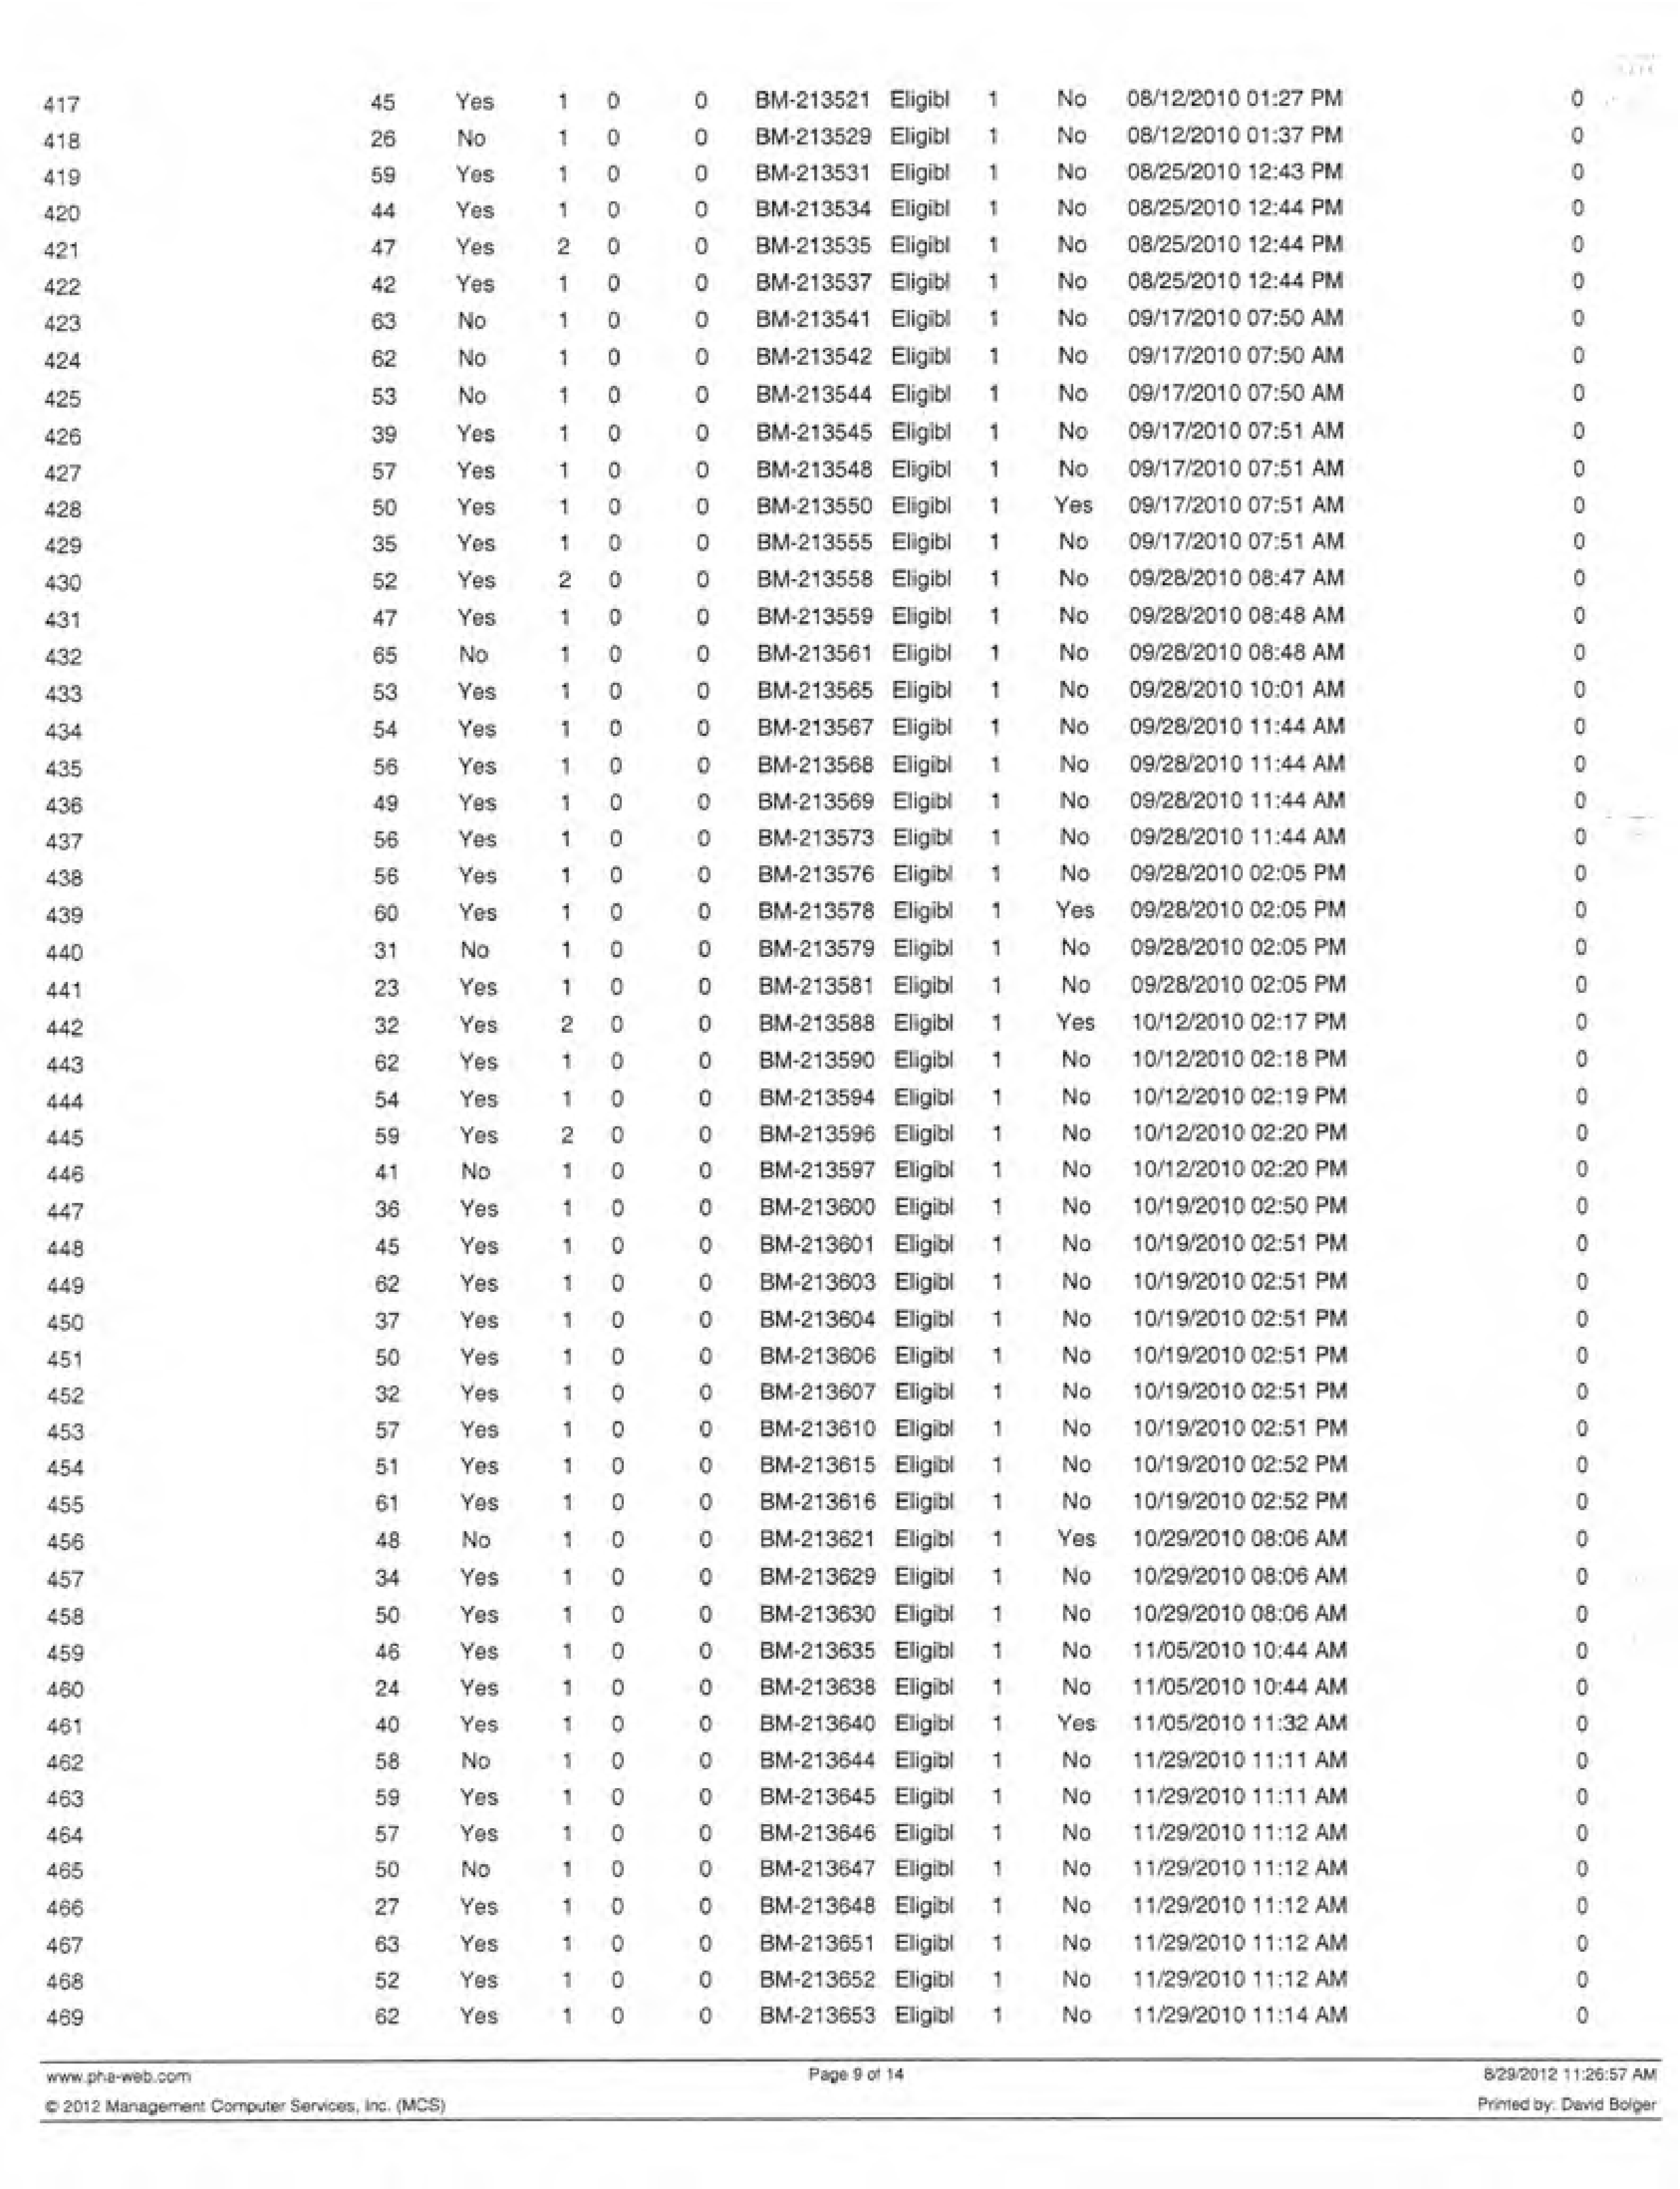 417 45 Yes 1 0 0 BM-213521 Eligibl 1 No 08/12/2010 01:27 PM 0
418 26 No 1 0 0 BM-213529 Eligibl 1 No 08/12/2010 01:37 PM 0
419 59 Yes 1 0 0 BM-213531 Eligibl 1 No 08/25/2010 12:43 PM 0
420 44 Yes 1 0 0 BM-213534 Eligibl 1 No 08/25/2010 12:44 PM 0
421 47 Yes 2 0 0 BM-213535 Eligibl 1 No 08/25/2010 12:44 PM 0
422 42 Yes 1 0 0 BM-213537 Eligibl 1 No 08/25/2010 12:44 PM 0
423 63 No 1 0 0 BM-213541 Eligibl 1 No 09/17/2010 07:50 AM 0
424 62 No 1 0 0 BM-213542 Eligibl 1 No 09/17/2010 07:50 AM 0
425 53 No 1 0 0 BM-213544 Eligibl 1 No 09/17/2010 07:50 AM 0
426 39 Yes 1 0 0 BM-213545 Eligibl 1 No 09/17/2010 07:51 AM 0
427 57 Yes 1 0 0 BM-213548 Eligibl 1 No 09/17/2010 07:51 AM 0
428 50 Yes 1 0 0 BM-213550 Eligibl 1 Yes 09/17/2010 07:51 AM 0
429 35 Yes 1 0 0 BM-213555 Eligibl 1 No 09/17/2010 07:51 AM 0
430 52 Yes 2 0 0 BM-213558 Eligibl 1 No 09/28/2010 08:47 AM 0
431 47 Yes 1 0 0 BM-213559 Eligibl 1 No 09/28/2010 08:48 AM 0
432 65 No 1 0 0 BM-213561 Eligibl 1 No 09/28/2010 08:48 AM 0
433 53 Yes 1 0 0 BM-213565 Eligibl 1 No 09/28/2010 10:01 AM 0
434 54 Yes 1 0 0 BM-213567 Eligibl 1 No 09/28/2010 11:44 AM 0
435 56 Yes 1 0 0 BM-213568 Eligibl 1 No 09/28/2010 11:44 AM 0
436 49 Yes 1 0 0 BM-213569 Eligibl 1 No 09/28/2010 11:44 AM 0
437 56 Yes 1 0 0 BM-213573 Eligibl 1 No 09/28/2010 11:44 AM 0
438 56 Yes 1 0 0 BM-213576 Eligibl 1 No 09/28/2010 02:05 PM 0
439 60 Yes 1 0 0 BM-213578 Eligibl 1 Yes 09/28/2010 02:05 PM 0
440 31 No 1 0 0 BM-213579 Eligibl 1 No 09/28/2010 02:05 PM 0
441 23 Yes 1 0 0 BM-213581 Eligibl 1 No 09/28/2010 02:05 PM 0
442 32 Yes 2 0 0 BM-213588 Eligibl 1 Yes 10/12/2010 02:17 PM 0
443 62 Yes 1 0 0 BM-213590 Eligibl 1 No 10/12/2010 02:18 PM 0
444 54 Yes 1 0 0 BM-213594 Eligibl 1 No 10/12/2010 02:19 PM 0
445 59 Yes 2 0 0 BM-213596 Eligibl 1 No 10/12/2010 02:20 PM 0
446 41 No 1 0 0 BM-213597 Eligibl 1 No 10/12/2010 02:20 PM 0
447 36 Yes 1 0 0 BM-213600 Eligibl 1 No 10/19/2010 02:50 PM 0
448 45 Yes 1 0 0 BM-213601 Eligibl 1 No 10/19/2010 02:51 PM 0
449 62 Yes 1 0 0 BM-213603 Eligibl 1 No 10/19/2010 02:51 PM 0
450 37 Yes 1 0 0 BM-213604 Eligibl 1 No 10/19/2010 02:51 PM 0
451 50 Yes 1 0 0 BM-213606 Eligibl 1 No 10/19/2010 02:51 PM 0
452 32 Yes 1 0 0 BM-213607 Eligibl 1 No 10/19/2010 02:51 PM 0
453 57 Yes 1 0 0 BM-213610 Eligibl 1 No 10/19/2010 02:51 PM 0
454 51 Yes 1 0 0 BM-213615 Eligibl 1 No 10/19/2010 02:52 PM 0
455 61 Yes 1 0 0 BM-213616 Eligibl 1 No 10/19/2010 02:52 PM 0
456 48 No 1 0 0 BM-213621 Eligibl 1 Yes 10/29/2010 08:06 AM 0
457 34 Yes 1 0 0 BM-213629 Eligibl 1 No 10/29/2010 08:06 AM 0
458 50 Yes 1 0 0 BM-213630 Eligibl 1 No 10/29/2010 08:06 AM 0
459 46 Yes 1 0 0 BM-213635 Eligibl 1 No 11/05/2010 10:44 AM 0
460 24 Yes 1 0 0 BM-213638 Eligibl 1 No 11/05/2010 10:44 AM 0
461 40 Yes 1 0 0 BM-213640 Eligibl 1 Yes 11/05/2010 11:32 AM 0
462 58 No 1 0 0 BM-213644 Eligibl 1 No 11/29/2010 11:11 AM 0
463 59 Yes 1 0 0 BM-213645 Eligibl 1 No 11/29/2010 11:11 AM 0
464 57 Yes 1 0 0 BM-213646 Eligibl 1 No 11/29/2010 11:12 AM 0
465 50 No 1 0 0 BM-213647 Eligibl 1 No 11/29/2010 11:12 AM 0
466 27 Yes 1 0 0 BM-213648 Eligibl 1 No 11/29/2010 11:12 AM 0
467 63 Yes 1 0 0 BM-213651 Eligibl 1 No 11/29/2010 11:12 AM 0
468 52 Yes 1 0 0 BM-213652 Eligibl 1 No 11/29/2010 11:12 AM 0
469 62 Yes 1 0 0 BM-213653 Eligibl 1 No 11/29/2010 11:14 AM 0
www.pha-web.com Page 9 of 14 8/29/2012 11:26:57 AM
© 2012 Management Computer Services, Inc. (MCS) Printed by: David Bolger